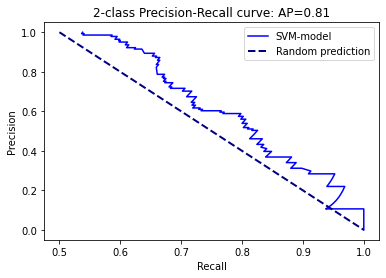 2-class Precision-Recall curve: AP=0.81
SVM-model
Random prediction
Precision
1.0
0.8
0.6
0.4
0.2
0.0
0.5 0.6 0.7 0.8 0.9 1.0
Recall